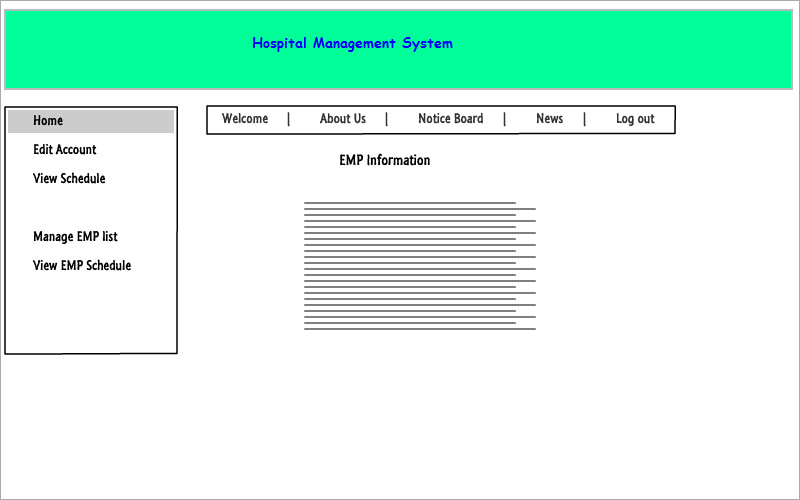 Hospital Management System
Home
Edit Account
View Schedule
Manage EMP list
View EMP Schedule
Welcome | About Us | Notice Board | News | Log out
EMP Information